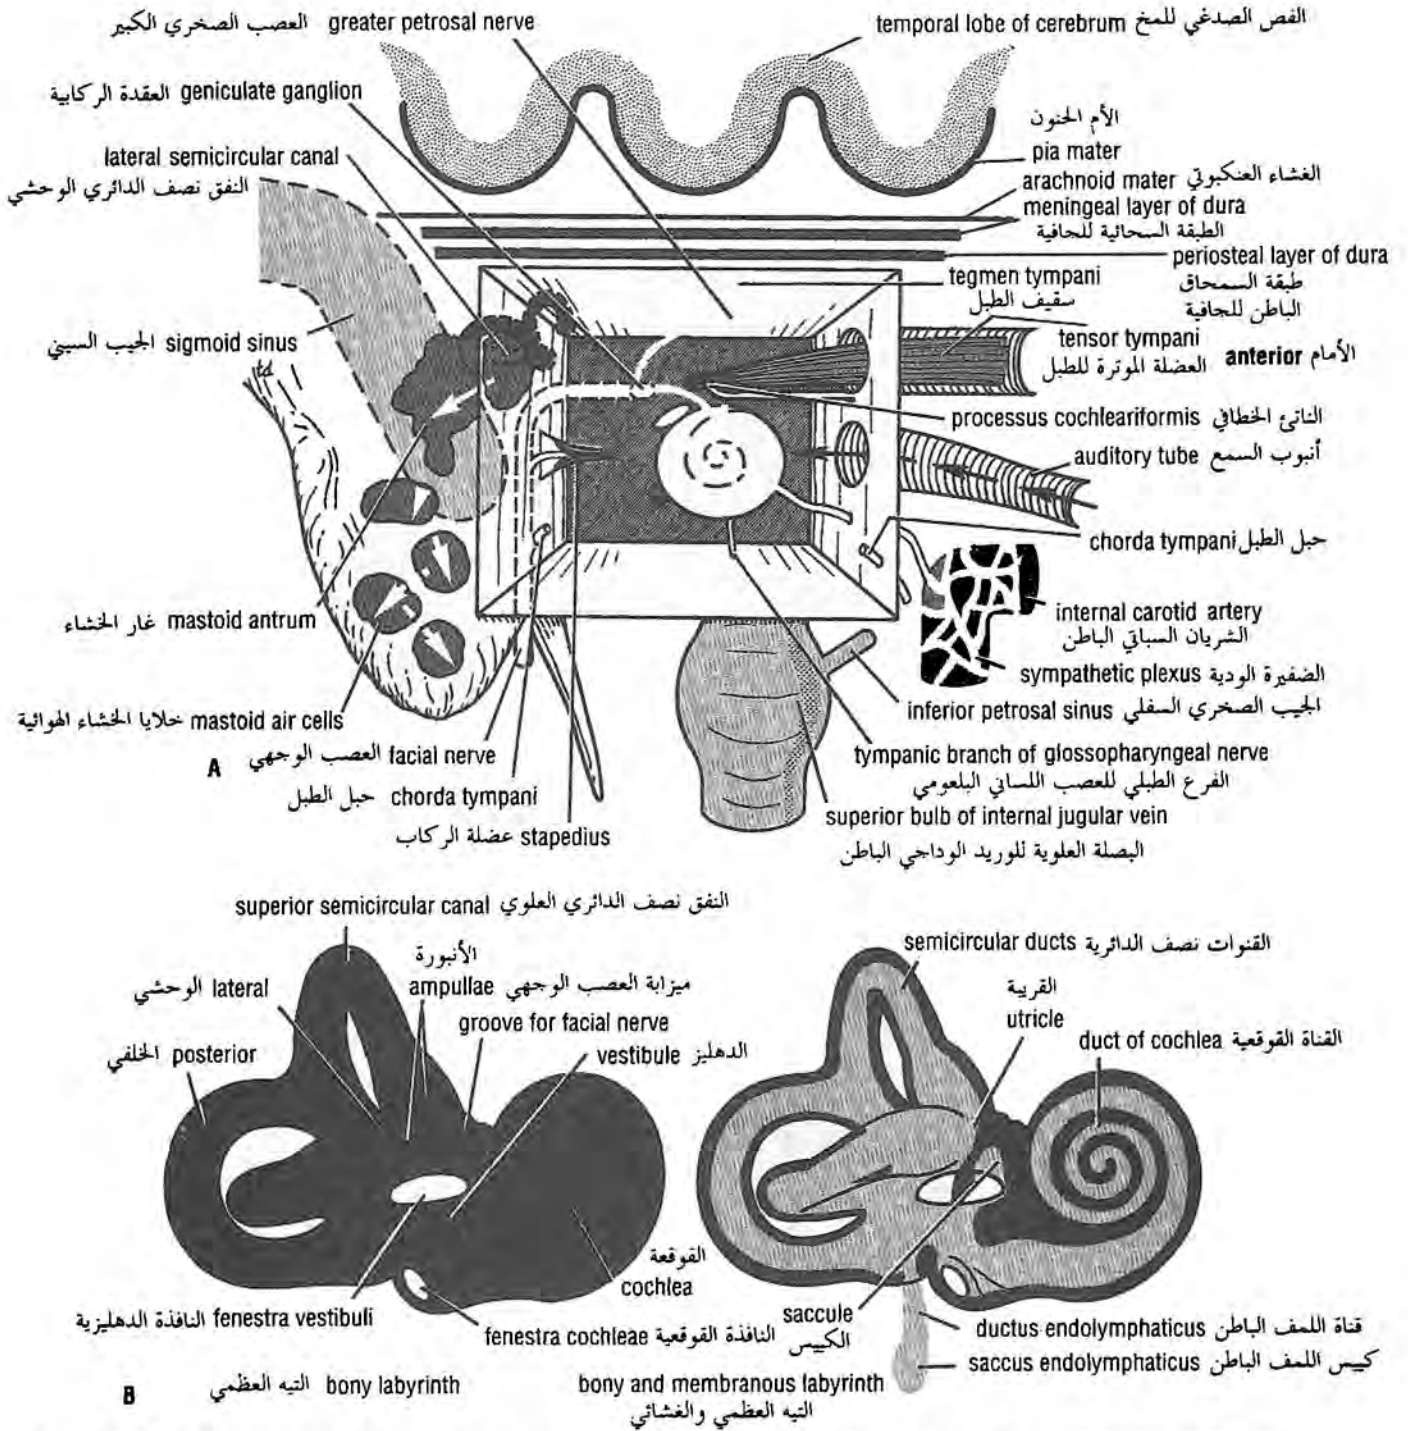 العصب الصخري الكبير greater petrosal nerve
temporal lobe of cerebrum الفص الصدغي للمخ
العقدة الركابية geniculate ganglion
الأم الحنون
pia mater
lateral semicircular canal
النفق نصف الدائري الوحشي
arachnoid mater الغشاء العنكبوتي
meningeal layer of dura
الطبقة السحائية للجافية
periosteal layer of dura
طبقة السمحاق
الباطن للجافية
tegmen tympani
سقيف الطبل
الجيب السيني sigmoid sinus
tensor tympani
العضلة الموترة للطبل
anterior الأمام
processus cochleariformis الناتئ الخطافي
auditory tube أنبوب السمع
chorda tympani حبل الطبل
غار الخشاء mastoid antrum
internal carotid artery
الشريان السباتي الباطن
sympathetic plexus الضفيرة الودية
خلايا الخشاء الهوائية mastoid air cells
inferior petrosal sinus الجيب الصخري السفلي
A
العصب الوجهي facial nerve
tympanic branch of glossopharyngeal nerve
الفرع الطبلي للعصب اللساني البلعومي
حبل الطبل chorda tympani
superior bulb of internal jugular vein
البصلة العلوية للوريد الوداجي الباطن
عضلة الركاب stapedius
superior semicircular canal النفق نصف الدائري العلوي
الأنبورة
ampullae ميزابة العصب الوجهي
groove for facial nerve
الوحشي lateral
vestibule الدهليز
الخلفي posterior
semicircular ducts القنوات نصف الدائرية
القريبة
utricle
duct of cochlea القناة القوقعية
القوقعة
cochlea
النافذة الدهليزية fenestra vestibuli
fenestra cochleae النافذة القوقعية
saccule
الكييس
ductus endolymphaticus قناة اللمف الباطن
saccus endolymphaticus كييس اللمف الباطن
B
التيه العظمي bony labyrinth
bony and membranous labyrinth
التيه العظمي والغشائي